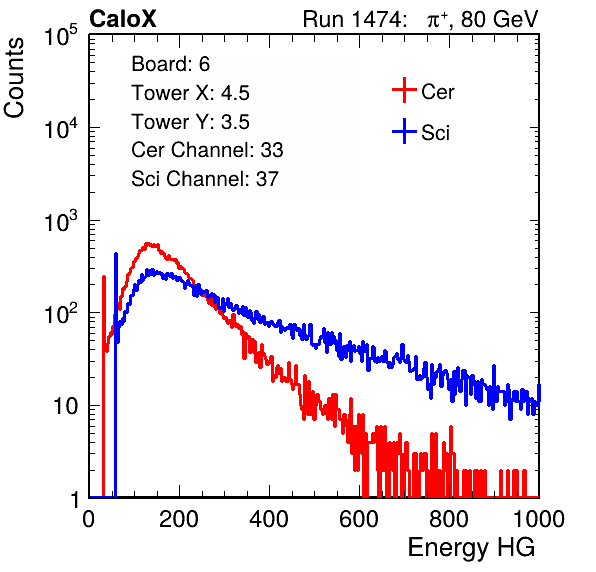 CaloX Run 1474: π⁺, 80 GeV
Counts
Board: 6
Tower X: 4.5
Tower Y: 3.5
Cer Channel: 33
Sci Channel: 37
Cer
Sci
10⁵
10⁴
10³
10²
10
1
0 200 400 600 800 1000
Energy HG